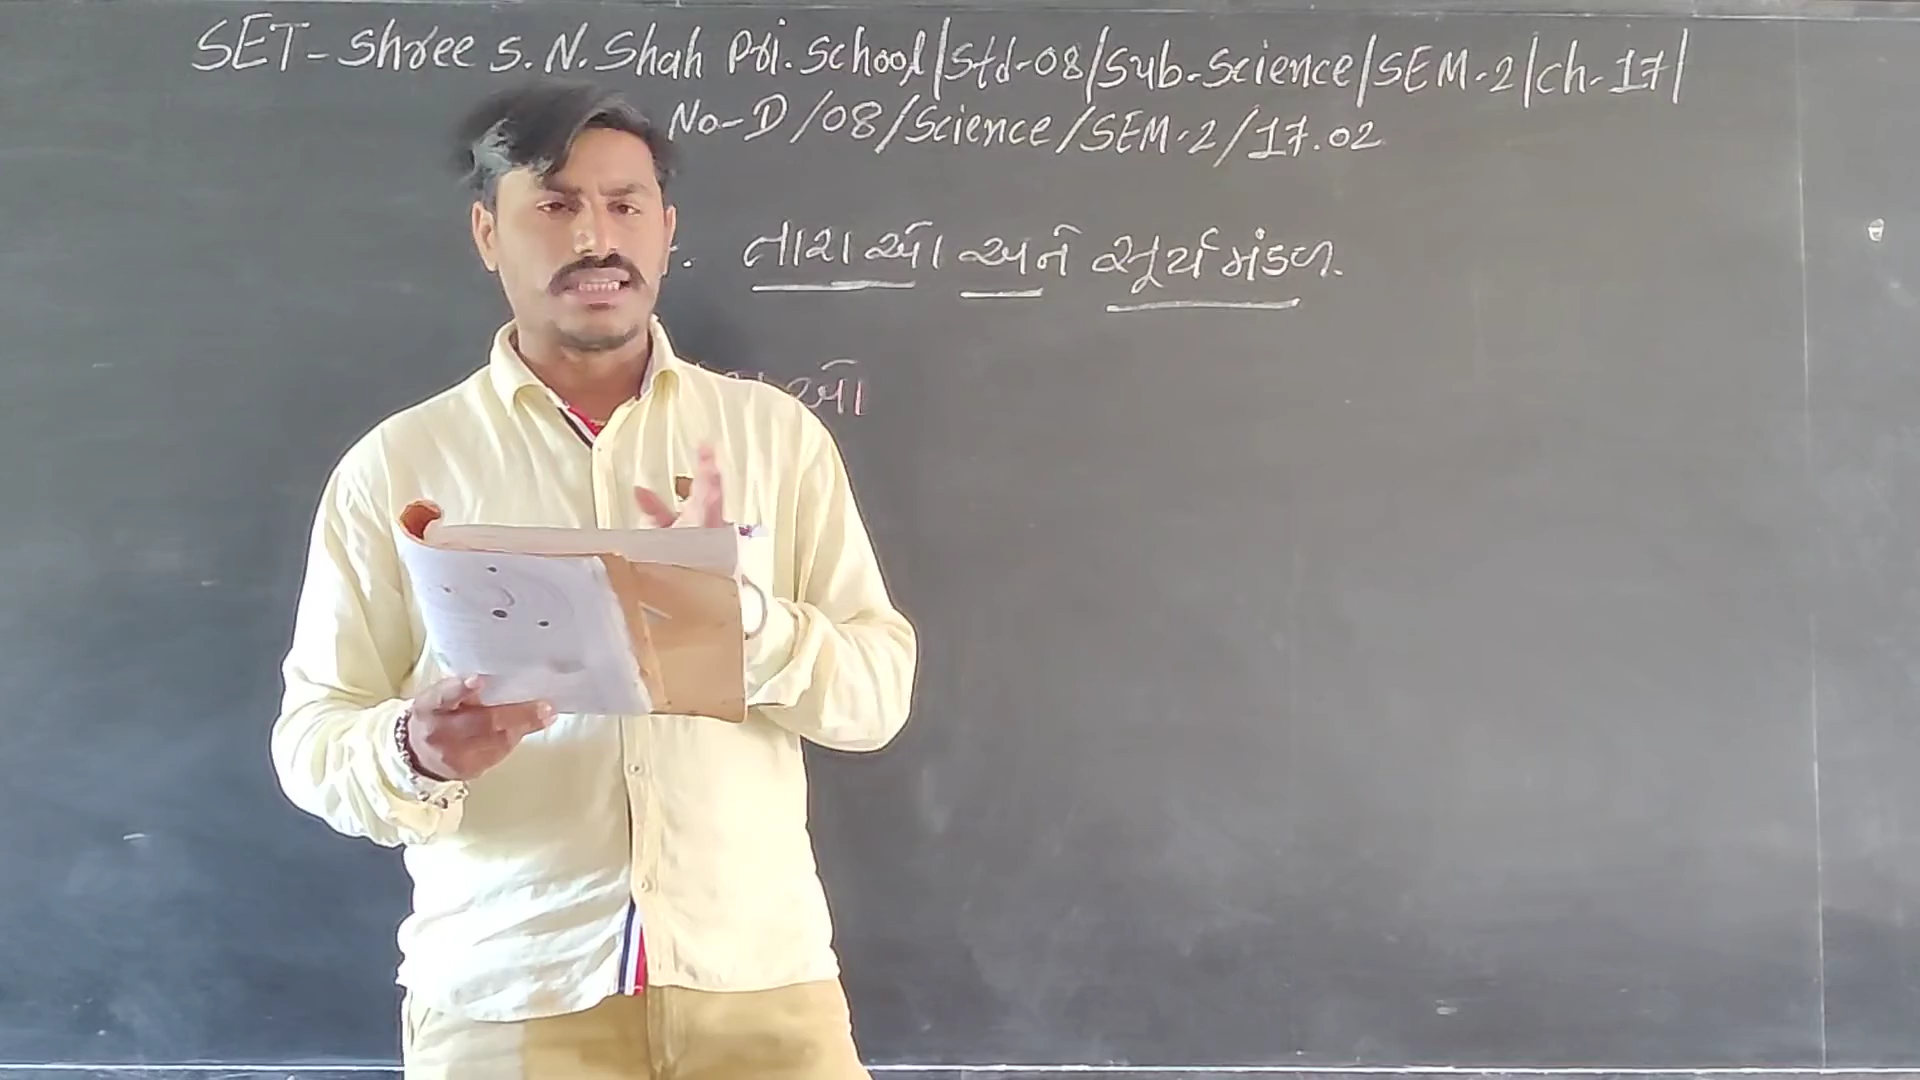 SET-Shree S.N.Shah Pri.School/Std-08/Sub-Science/SEM-2/ch-17/
No-D/08/Science/SEM-2/17.02
તારાઓ અને સૂર્યમંડળ.